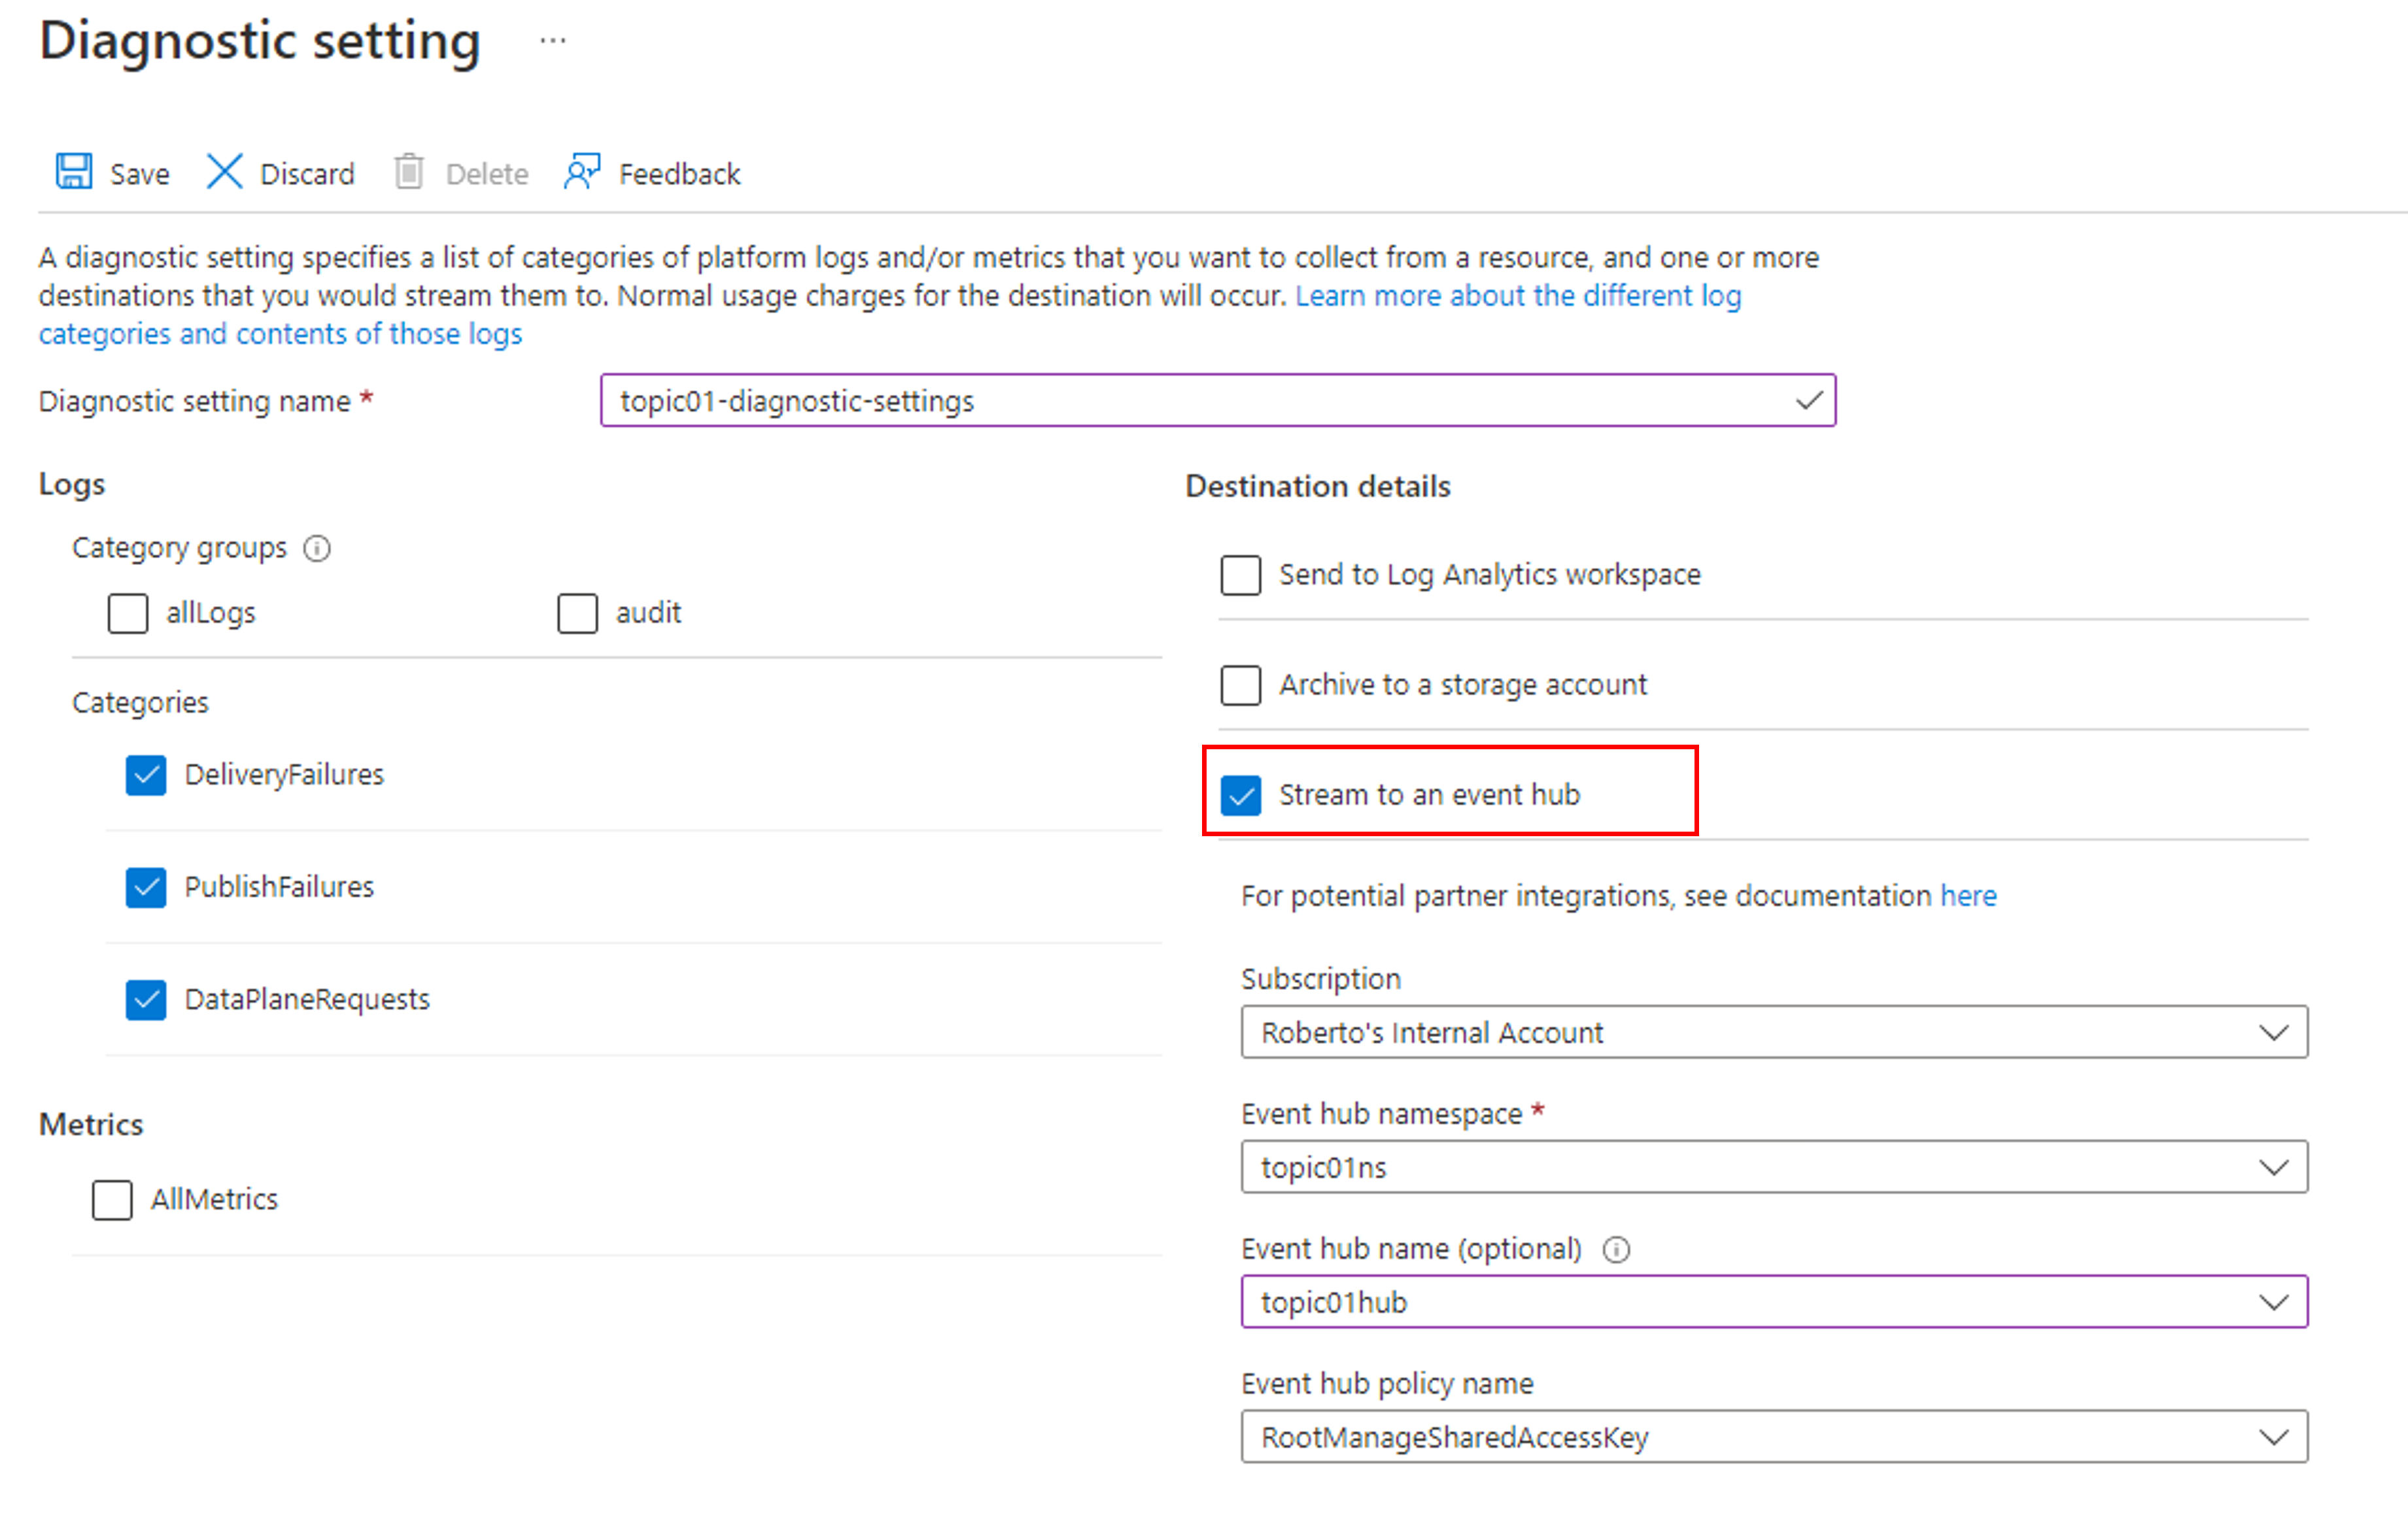 Diagnostic setting ...
Save Discard Delete Feedback
A diagnostic setting specifies a list of categories of platform logs and/or metrics that you want to collect from a resource, and one or more
destinations that you would stream them to. Normal usage charges for the destination will occur. Learn more about the different log
categories and contents of those logs
Diagnostic setting name *
topic01-diagnostic-settings
Logs
Category groups
allLogs
audit
Categories
DeliveryFailures
PublishFailures
DataPlaneRequests
Metrics
AllMetrics
Destination details
Send to Log Analytics workspace
Archive to a storage account
Stream to an event hub
For potential partner integrations, see documentation here
Subscription
Roberto's Internal Account
Event hub namespace *
topic01ns
Event hub name (optional)
topic01hub
Event hub policy name
RootManageSharedAccessKey